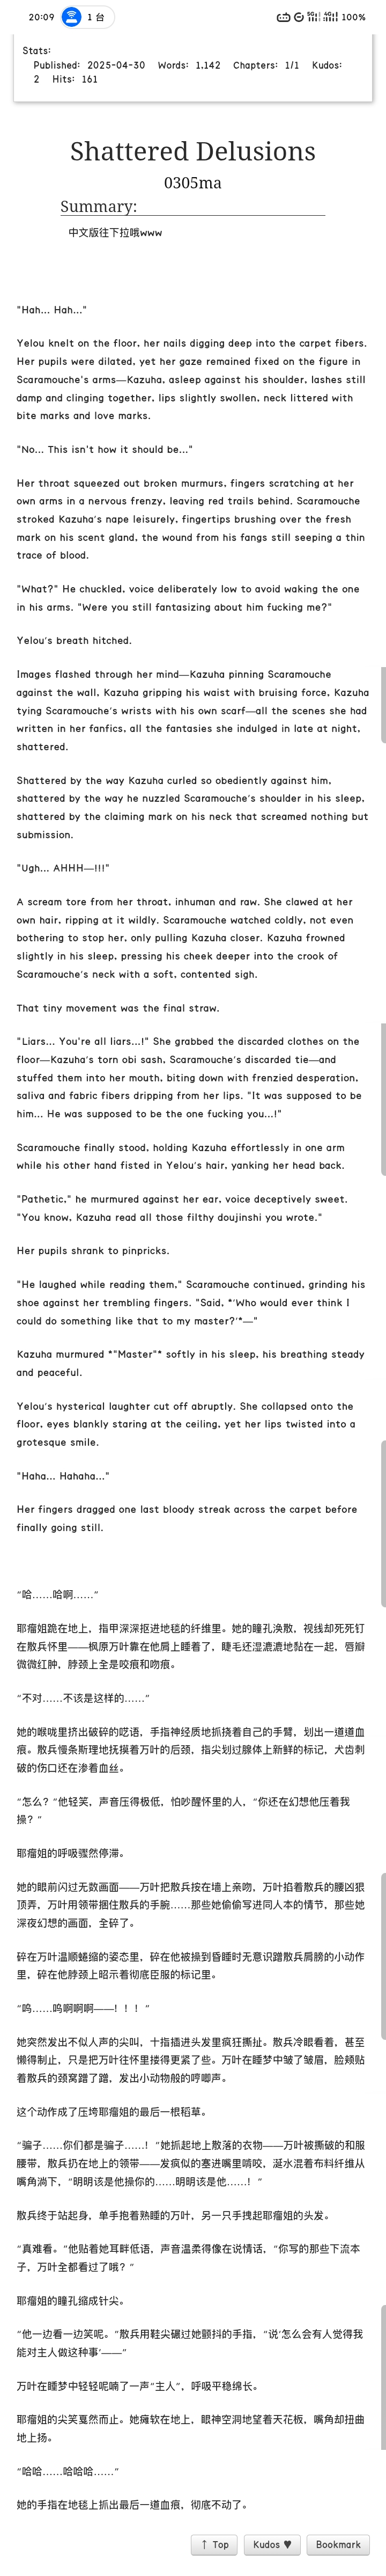 20:09
1 台
100%
Stats:
Published: 2025-04-30 Words: 1,142 Chapters: 1/1 Kudos:
2 Hits: 161
Shattered Delusions
0305ma
Summary:
中文版往下拉哦www
"Hah... Hah..."
Yelou knelt on the floor, her nails digging deep into the carpet fibers.
Her pupils were dilated, yet her gaze remained fixed on the figure in
Scaramouche's arms—Kazuha, asleep against his shoulder, lashes still
damp and clinging together, lips slightly swollen, neck littered with
bite marks and love marks.
"No... This isn't how it should be..."
Her throat squeezed out broken murmurs, fingers scratching at her
own arms in a nervous frenzy, leaving red trails behind. Scaramouche
stroked Kazuha's nape leisurely, fingertips brushing over the fresh
mark on his scent gland, the wound from his fangs still seeping a thin
trace of blood.
"What?" He chuckled, voice deliberately low to avoid waking the one
in his arms. "Were you still fantasizing about him fucking me?"
Yelou's breath hitched.
Images flashed through her mind—Kazuha pinning Scaramouche
against the wall, Kazuha gripping his waist with bruising force, Kazuha
tying Scaramouche's wrists with his own scarf—all the scenes she had
written in her fanfics, all the fantasies she indulged in late at night,
shattered.
Shattered by the way Kazuha curled so obediently against him,
shattered by the way he nuzzled Scaramouche's shoulder in his sleep,
shattered by the claiming mark on his neck that screamed nothing but
submission.
"Ugh... AHHH—!!!"
A scream tore from her throat, inhuman and raw. She clawed at her
own hair, ripping at it wildly. Scaramouche watched coldly, not even
bothering to stop her, only pulling Kazuha closer. Kazuha frowned
slightly in his sleep, pressing his cheek deeper into the crook of
Scaramouche's neck with a soft, contented sigh.
That tiny movement was the final straw.
"Liars... You're all liars...!" She grabbed the discarded clothes on the
floor—Kazuha's torn obi sash, Scaramouche's discarded tie—and
stuffed them into her mouth, biting down with frenzied desperation,
saliva and fabric fibers dripping from her lips. "It was supposed to be
him... He was supposed to be the one fucking you...!"
Scaramouche finally stood, holding Kazuha effortlessly in one arm
while his other hand fisted in Yelou's hair, yanking her head back.
"Pathetic," he murmured against her ear, voice deceptively sweet.
"You know, Kazuha read all those filthy doujinshi you wrote."
Her pupils shrank to pinpricks.
"He laughed while reading them," Scaramouche continued, grinding his
shoe against her trembling fingers. "Said, *'Who would ever think I
could do something like that to my master?'*—"
Kazuha murmured *"Master"* softly in his sleep, his breathing steady
and peaceful.
Yelou's hysterical laughter cut off abruptly. She collapsed onto the
floor, eyes blankly staring at the ceiling, yet her lips twisted into a
grotesque smile.
"Haha... Hahaha..."
Her fingers dragged one last bloody streak across the carpet before
finally going still.
“哈……哈啊……”
耶瘤姐跪在地上，指甲深深抠进地毯的纤维里。她的瞳孔涣散，视线却死死钉
在散兵怀里——枫原万叶靠在他肩上睡着了，睫毛还湿漉漉地黏在一起，唇瓣
微微红肿，脖颈上全是咬痕和吻痕。
“不对……不该是这样的……”
她的喉咙里挤出破碎的呓语，手指神经质地抓挠着自己的手臂，划出一道道血
痕。散兵慢条斯理地抚摸着万叶的后颈，指尖划过腺体上新鲜的标记，犬齿刺
破的伤口还在渗着血丝。
“怎么？”他轻笑，声音压得极低，怕吵醒怀里的人，“你还在幻想他压着我
操？”
耶瘤姐的呼吸骤然停滞。
她的眼前闪过无数画面——万叶把散兵按在墙上亲吻，万叶掐着散兵的腰凶狠
顶弄，万叶用领带捆住散兵的手腕……那些她偷偷写进同人本的情节，那些她
深夜幻想的画面，全碎了。
碎在万叶温顺蜷缩的姿态里，碎在他被操到昏睡时无意识蹭散兵肩膀的小动作
里，碎在他脖颈上昭示着彻底臣服的标记里。
“呜……呜啊啊啊——！！！”
她突然发出不似人声的尖叫，十指插进头发里疯狂撕扯。散兵冷眼看着，甚至
懒得制止，只是把万叶往怀里搂得更紧了些。万叶在睡梦中皱了皱眉，脸颊贴
着散兵的颈窝蹭了蹭，发出小动物般的哼唧声。
这个动作成了压垮耶瘤姐的最后一根稻草。
“骗子……你们都是骗子……！”她抓起地上散落的衣物——万叶被撕破的和服
腰带，散兵扔在地上的领带——发疯似的塞进嘴里啃咬，涎水混着布料纤维从
嘴角淌下，“明明该是他操你的……明明该是他……！”
散兵终于站起身，单手抱着熟睡的万叶，另一只手拽起耶瘤姐的头发。
“真难看。”他贴着她耳畔低语，声音温柔得像在说情话，“你写的那些下流本
子，万叶全都看过了哦？”
耶瘤姐的瞳孔缩成针尖。
“他一边看一边笑呢。”散兵用鞋尖碾过她颤抖的手指，“说‘怎么会有人觉得我
能对主人做这种事’——”
万叶在睡梦中轻轻呢喃了一声“主人”，呼吸平稳绵长。
耶瘤姐的尖笑戛然而止。她瘫软在地上，眼神空洞地望着天花板，嘴角却扭曲
地上扬。
“哈哈……哈哈哈……”
她的手指在地毯上抓出最后一道血痕，彻底不动了。
↑ Top
Kudos ♥
Bookmark